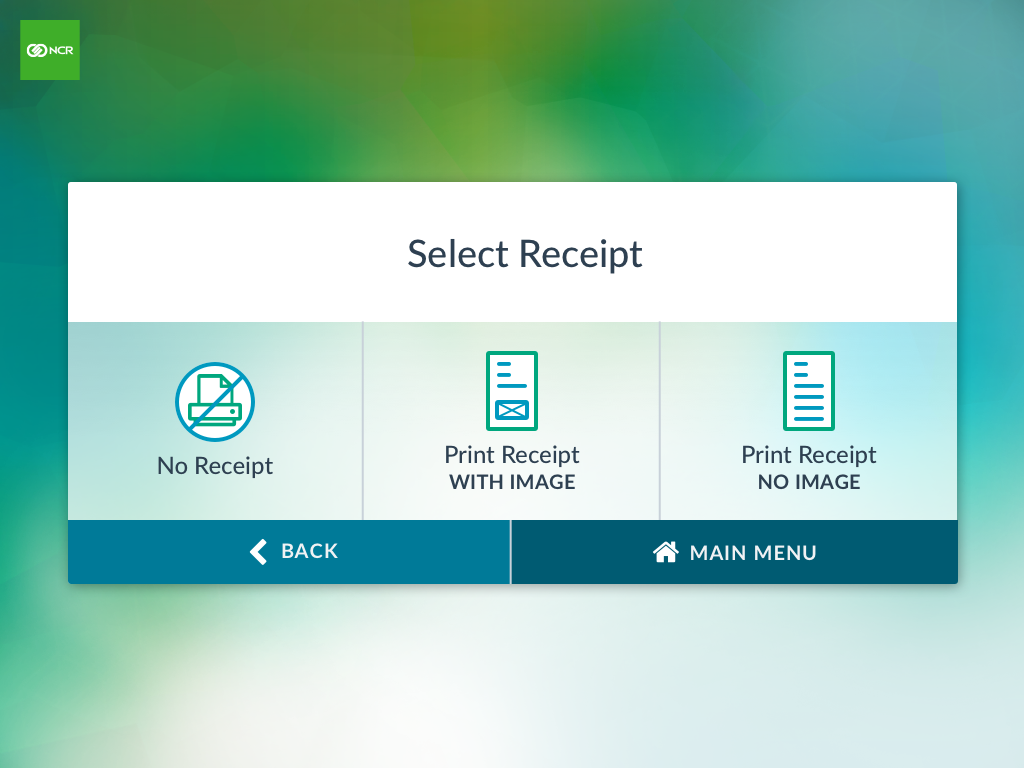 NCR
Select Receipt
No Receipt
Print Receipt
WITH IMAGE
Print Receipt
NO IMAGE
BACK
MAIN MENU